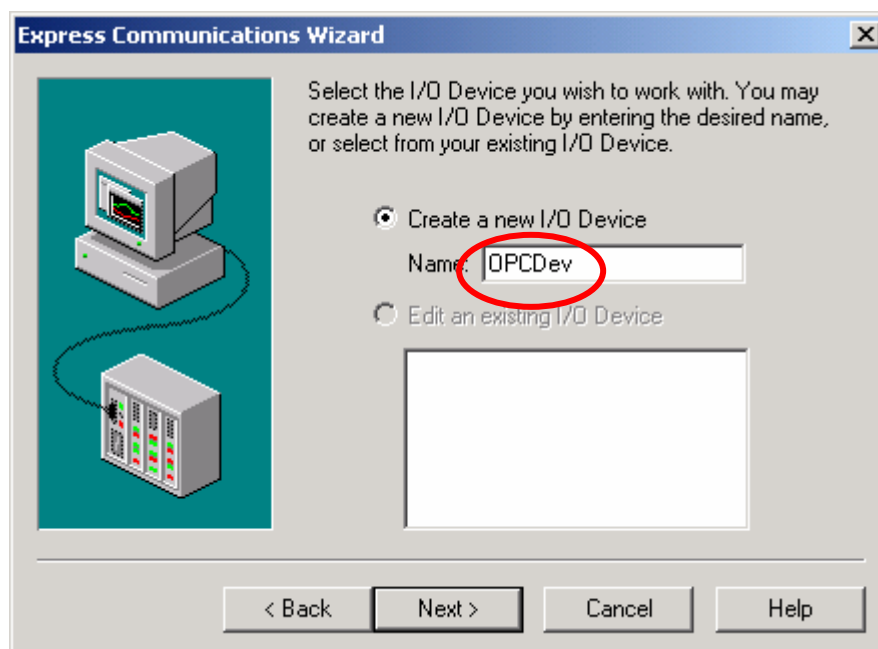 Express Communications Wizard
Select the I/O Device you wish to work with. You may
create a new I/O Device by entering the desired name,
or select from your existing I/O Device.
Create a new I/O Device
Name: OPCDev
Edit an existing I/O Device
< Back Next > Cancel Help